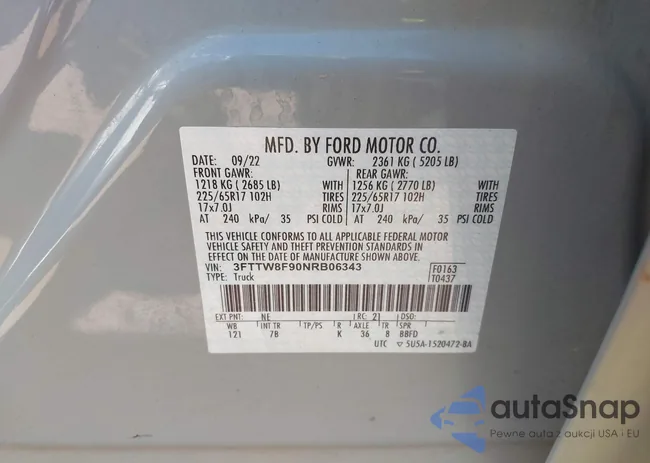 MFD. BY FORD MOTOR CO.
DATE: 09/22 GVWR: 2361 KG ( 5205 LB)
FRONT GAWR: REAR GAWR:
1218 KG ( 2685 LB) WITH 1256 KG ( 2770 LB) WITH
225/65R17 102H TIRES 225/65R17 102H TIRES
17x7.0J RIMS 17x7.0J RIMS
AT 240 kPa/ 35 PSI COLD AT 240 kPa/ 35 PSI COLD
THIS VEHICLE CONFORMS TO ALL APPLICABLE FEDERAL MOTOR
VEHICLE SAFETY AND THEFT PREVENTION STANDARDS IN
EFFECT ON THE DATE OF MANUFACTURE SHOWN ABOVE.
VIN: 3FTTW8F90NRB06343 F0163
TYPE: Truck T0437
EXT PNT: NE RC: 21 DSO:
WB INT TR TP/PS R AXLE TR SPR
121 7B K 36 8 BBFD
UTC ▽ 5U5A-1520472-BA
autaSnap
Pewne auta z aukcji USA i EU